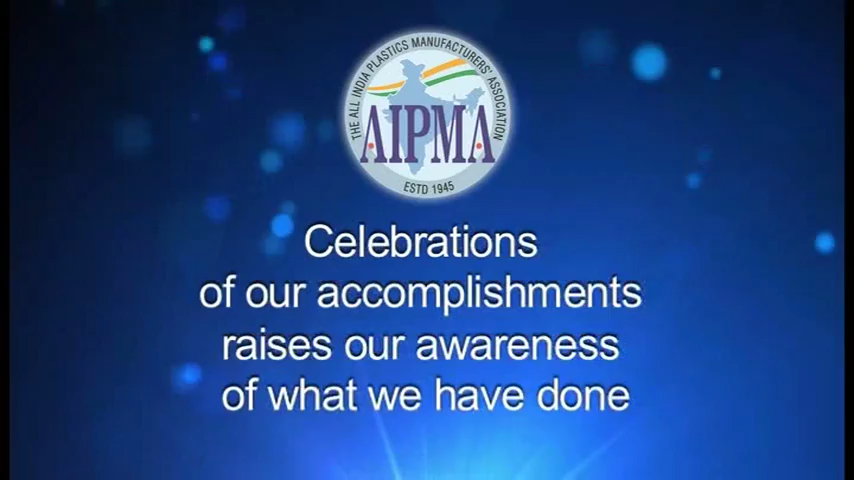 THE ALL INDIA PLASTICS MANUFACTURERS' ASSOCIATION
AIPMA
ESTD 1945
Celebrations
of our accomplishments
raises our awareness
of what we have done